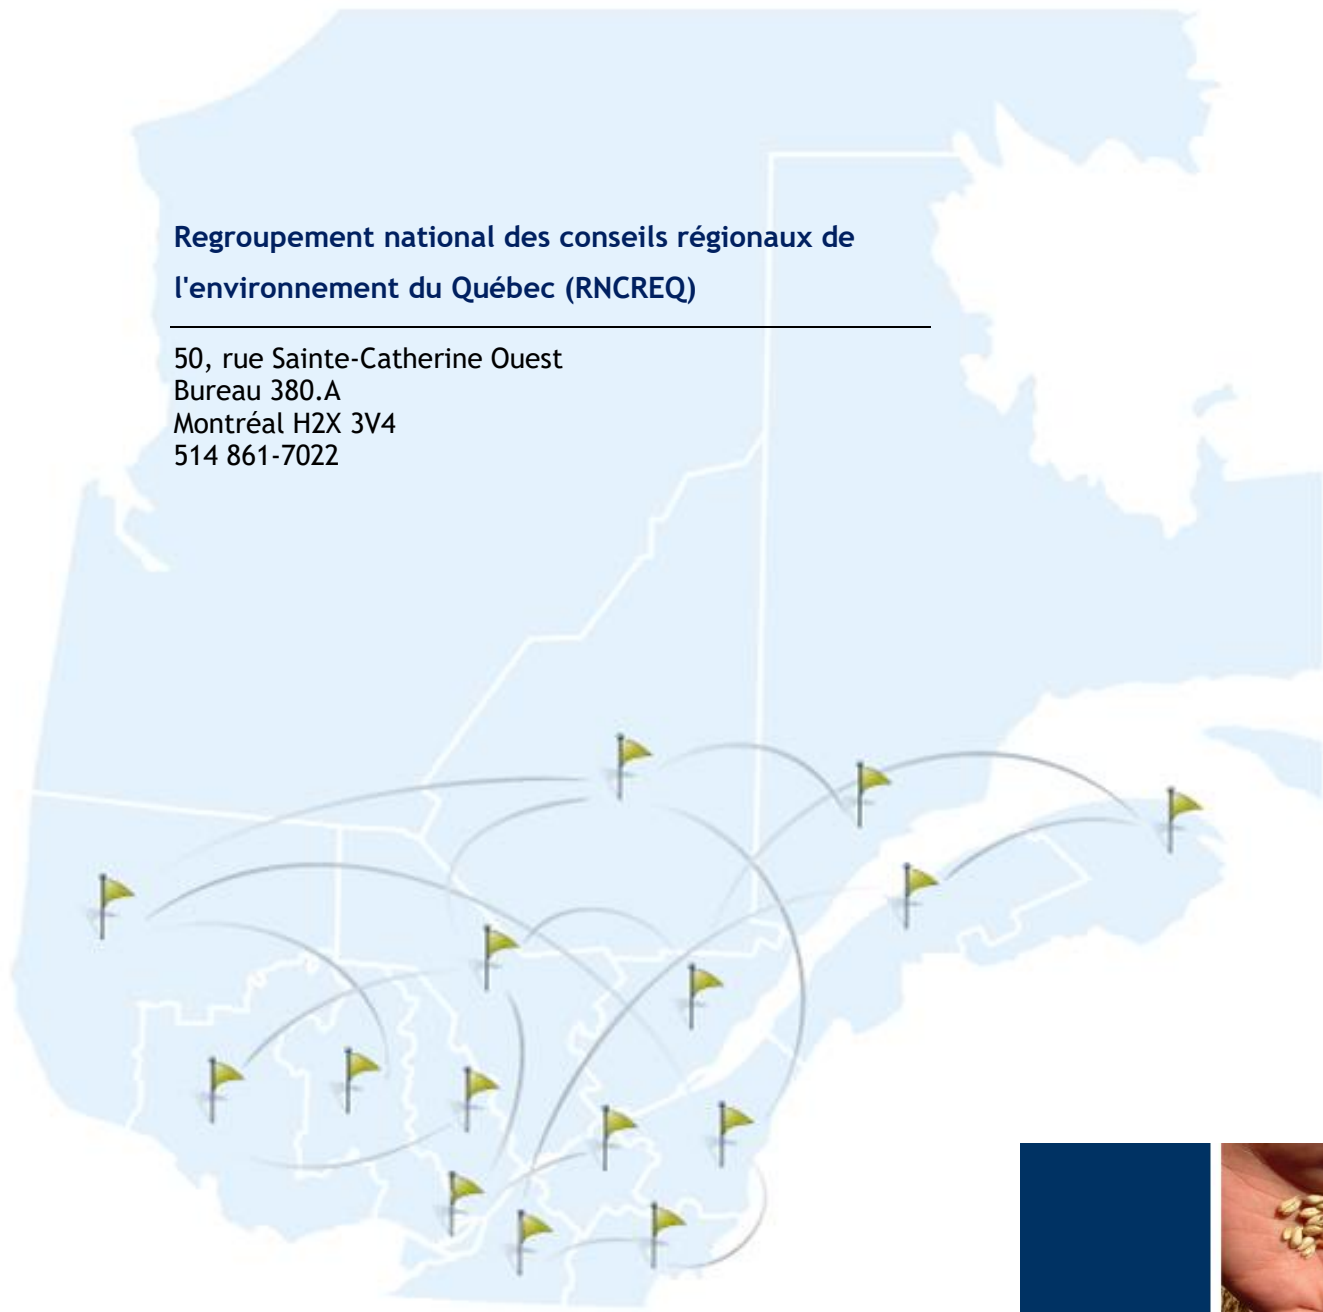 Regroupement national des conseils régionaux de
l'environnement du Québec (RNCREQ)
50, rue Sainte-Catherine Ouest
Bureau 380.A
Montréal H2X 3V4
514 861-7022